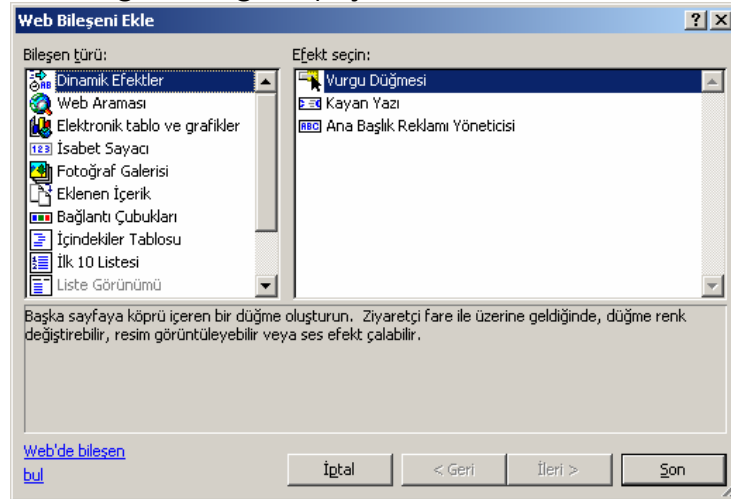 Web Bileşeni Ekle
Bileşen türü:
Dinamik Efektler
Web Araması
Elektronik tablo ve grafikler
İsabet Sayacı
Fotoğraf Galerisi
Eklenen İçerik
Bağlantı Çubukları
İçindekiler Tablosu
İlk 10 Listesi
Liste Görünümü
Efekt seçin:
Vurgu Düğmesi
Kayan Yazı
Ana Başlık Reklamı Yöneticisi
Başka sayfaya köprü içeren bir düğme oluşturun. Ziyaretçi fare ile üzerine geldiğinde, düğme renk
değiştirebilir, resim görüntüleyebilir veya ses efekt çalabilir.
Web'de bileşen
bul
İptal
< Geri
İleri >
Son